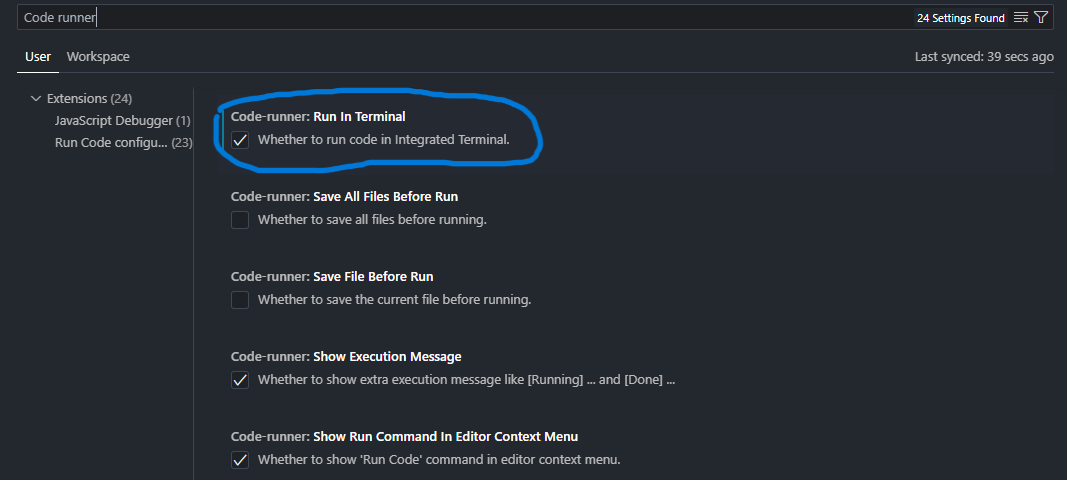 Code runner
24 Settings Found
User
Workspace
Last synced: 39 secs ago
Extensions (24)
JavaScript Debugger (1)
Run Code configu... (23)
Code-runner: Run In Terminal
Whether to run code in Integrated Terminal.
Code-runner: Save All Files Before Run
Whether to save all files before running.
Code-runner: Save File Before Run
Whether to save the current file before running.
Code-runner: Show Execution Message
Whether to show extra execution message like [Running] ... and [Done] ...
Code-runner: Show Run Command In Editor Context Menu
Whether to show 'Run Code' command in editor context menu.